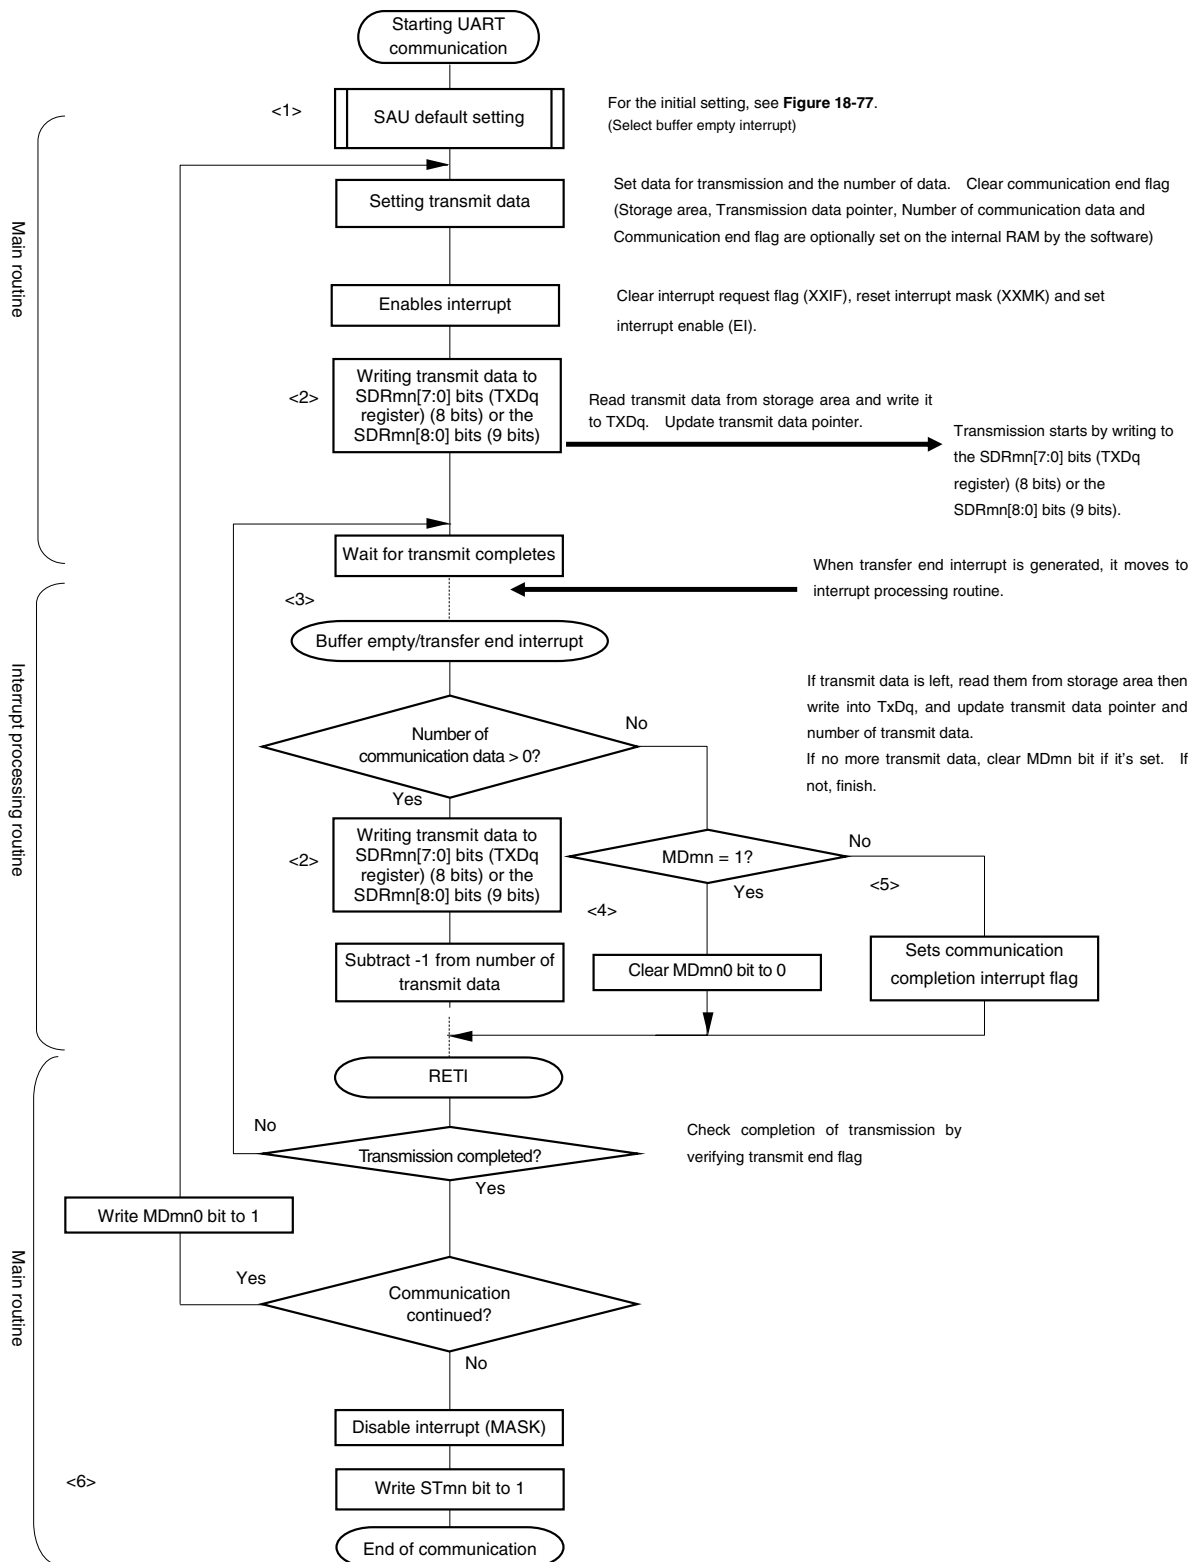 Starting UART
communication
<1>
SAU default setting
For the initial setting, see Figure 18-77.
(Select buffer empty interrupt)
Main routine
Setting transmit data
Set data for transmission and the number of data. Clear communication end flag
(Storage area, Transmission data pointer, Number of communication data and
Communication end flag are optionally set on the internal RAM by the software)
Enables interrupt
Clear interrupt request flag (XXIF), reset interrupt mask (XXMK) and set
interrupt enable (EI).
<2>
Writing transmit data to
SDRmn[7:0] bits (TXDq
register) (8 bits) or the
SDRmn[8:0] bits (9 bits)
Read transmit data from storage area and write it
to TXDq. Update transmit data pointer.
Transmission starts by writing to
the SDRmn[7:0] bits (TXDq
register) (8 bits) or the
SDRmn[8:0] bits (9 bits).
Wait for transmit completes
When transfer end interrupt is generated, it moves to
interrupt processing routine.
<3>
Buffer empty/transfer end interrupt
Interrupt processing routine
If transmit data is left, read them from storage area then
write into TxDq, and update transmit data pointer and
number of transmit data.
If no more transmit data, clear MDmn bit if it's set. If
not, finish.
Number of
communication data > 0?
No
Yes
<2>
Writing transmit data to
SDRmn[7:0] bits (TXDq
register) (8 bits) or the
SDRmn[8:0] bits (9 bits)
MDmn = 1?
No
Yes
<4>
<5>
Subtract -1 from number of
transmit data
Clear MDmn0 bit to 0
Sets communication
completion interrupt flag
RETI
No
Transmission completed?
Yes
Check completion of transmission by
verifying transmit end flag
Write MDmn0 bit to 1
Main routine
Yes
Communication
continued?
No
Disable interrupt (MASK)
<6>
Write STmn bit to 1
End of communication